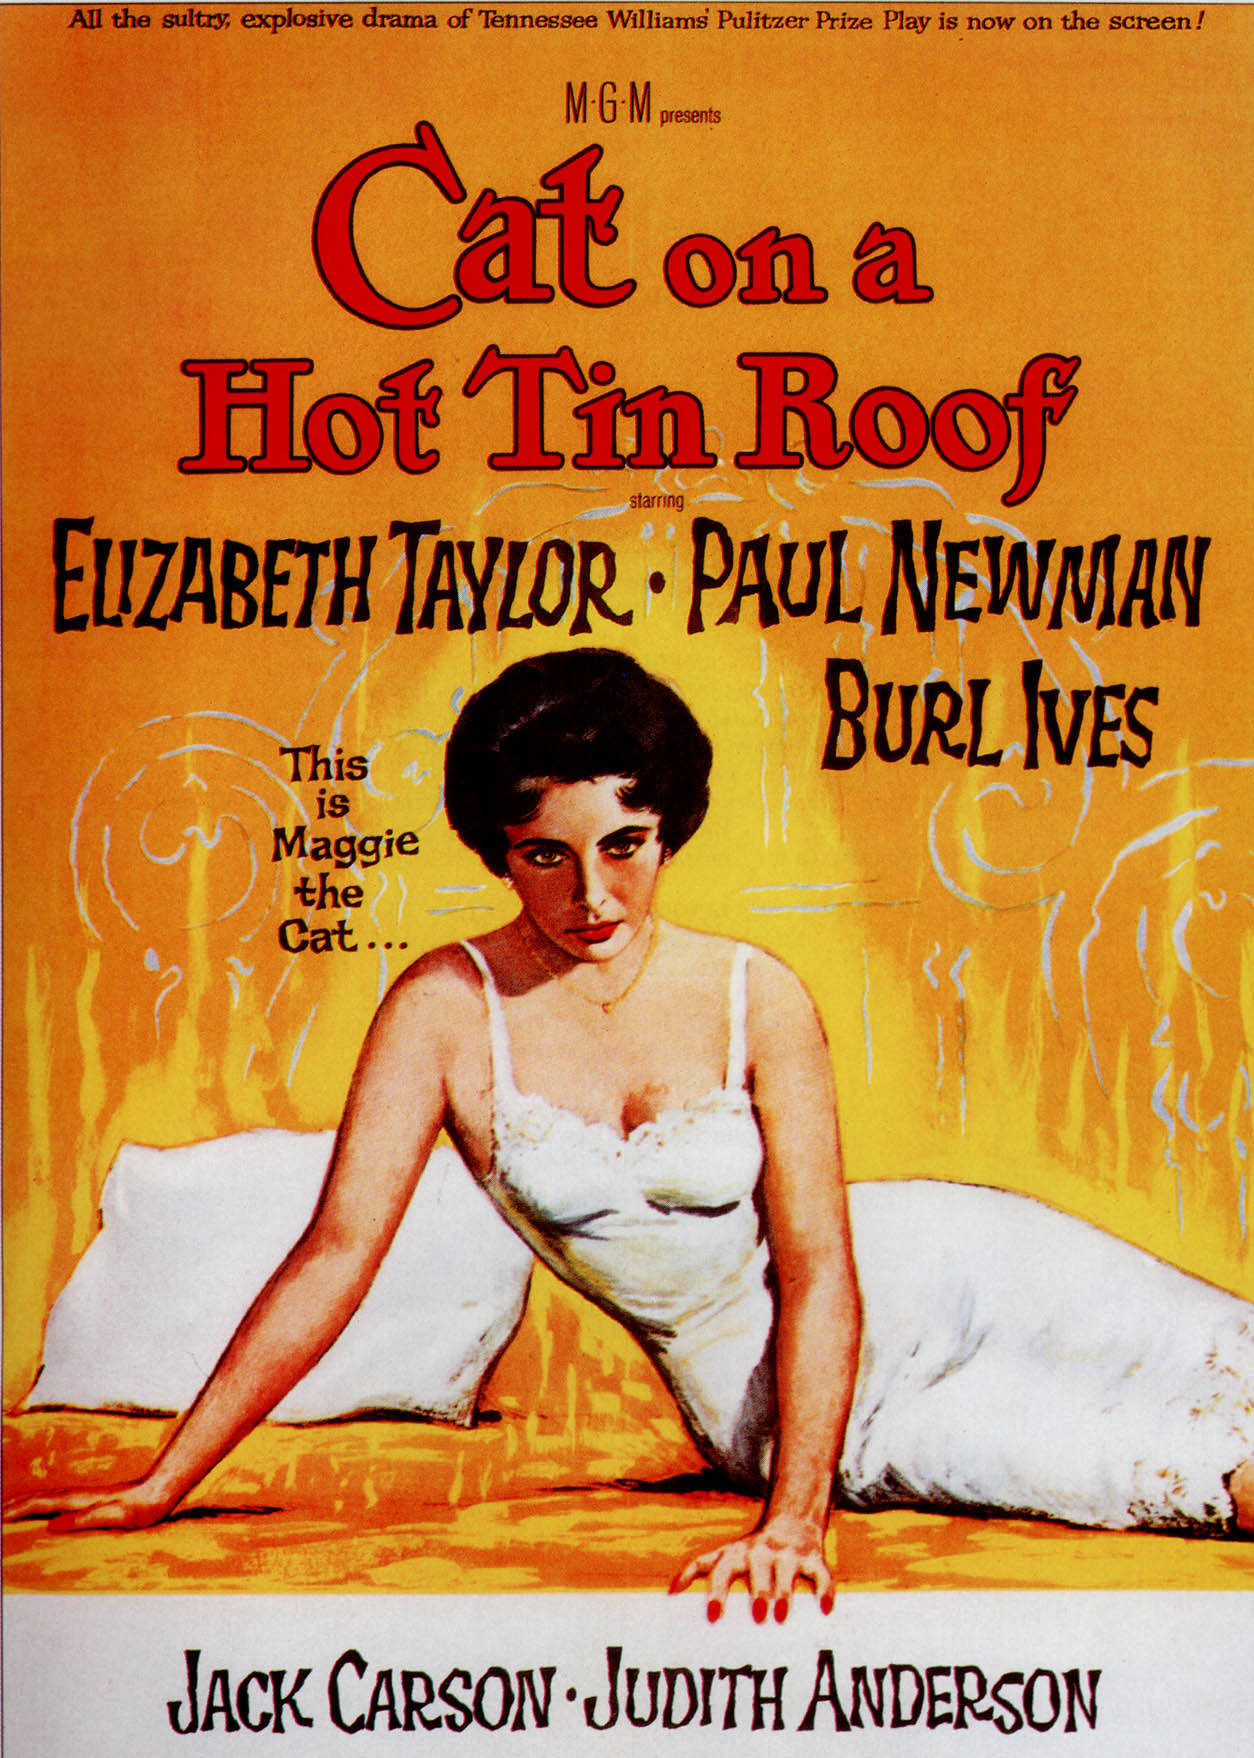 All the sultry, explosive drama of Tennessee Williams' Pulitzer Prize Play is now on the screen!
M·G·M presents
Cat on a
Hot Tin Roof
starring
ELIZABETH TAYLOR · PAUL NEWMAN
BURL IVES
This
is
Maggie
the
Cat...
JACK CARSON · JUDITH ANDERSON